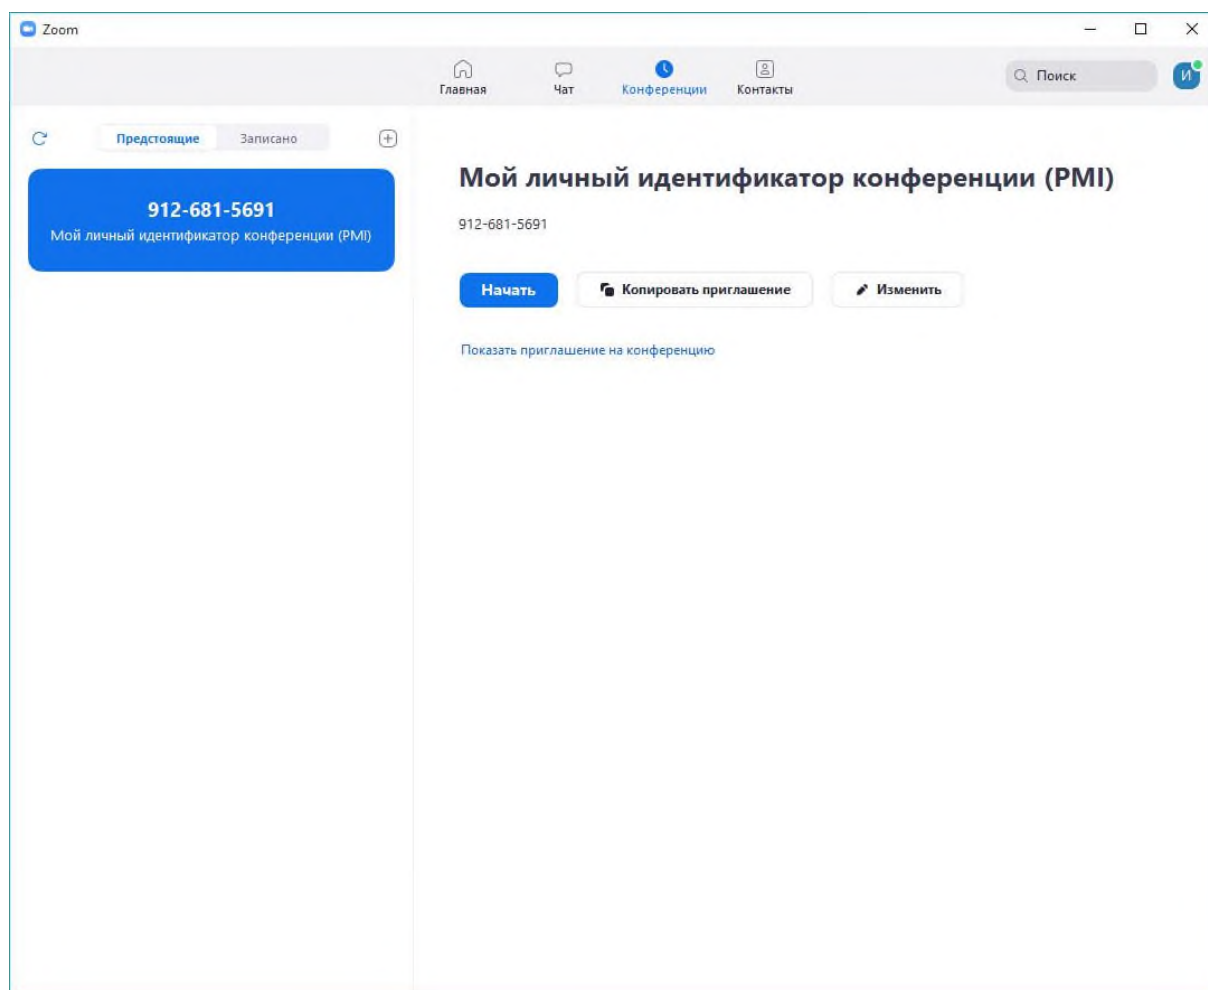 Zoom
Главная
Чат
Конференции
Контакты
Поиск
И
Предстоящие
Записано
912-681-5691
Мой личный идентификатор конференции (PMI)
Мой личный идентификатор конференции (PMI)
912-681-5691
Начать
Копировать приглашение
Изменить
Показать приглашение на конференцию